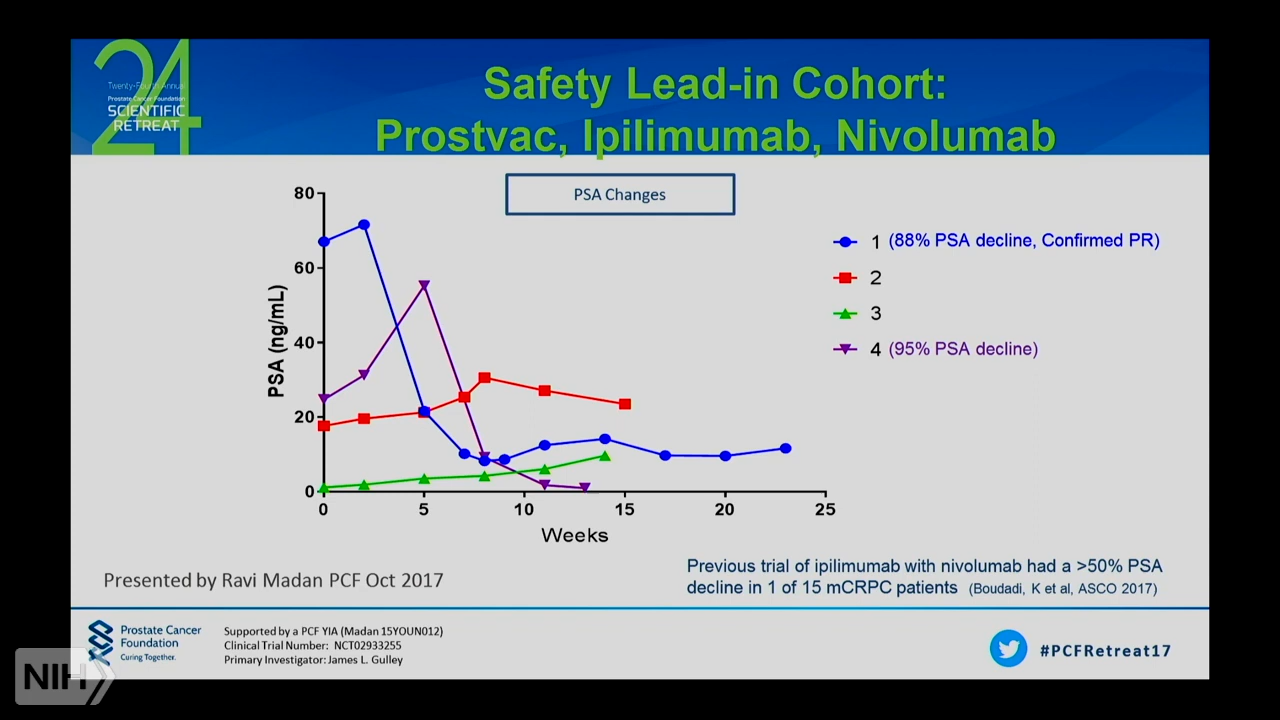 24
Twenty-Fourth Annual
Prostate Cancer Foundation
SCIENTIFIC
RETREAT
Safety Lead-in Cohort:
Prostvac, Ipilimumab, Nivolumab
PSA Changes
80
60
40
20
0
PSA (ng/mL)
0 5 10 15 20 25
Weeks
1 (88% PSA decline, Confirmed PR)
2
3
4 (95% PSA decline)
Presented by Ravi Madan PCF Oct 2017
Previous trial of ipilimumab with nivolumab had a >50% PSA
decline in 1 of 15 mCRPC patients (Boudadi, K et al, ASCO 2017)
Prostate Cancer
Foundation
Curing Together.
Supported by a PCF YIA (Madan 15YOUN012)
Clinical Trial Number: NCT02933255
Primary Investigator: James L. Gulley
#PCFRetreat17
NIH